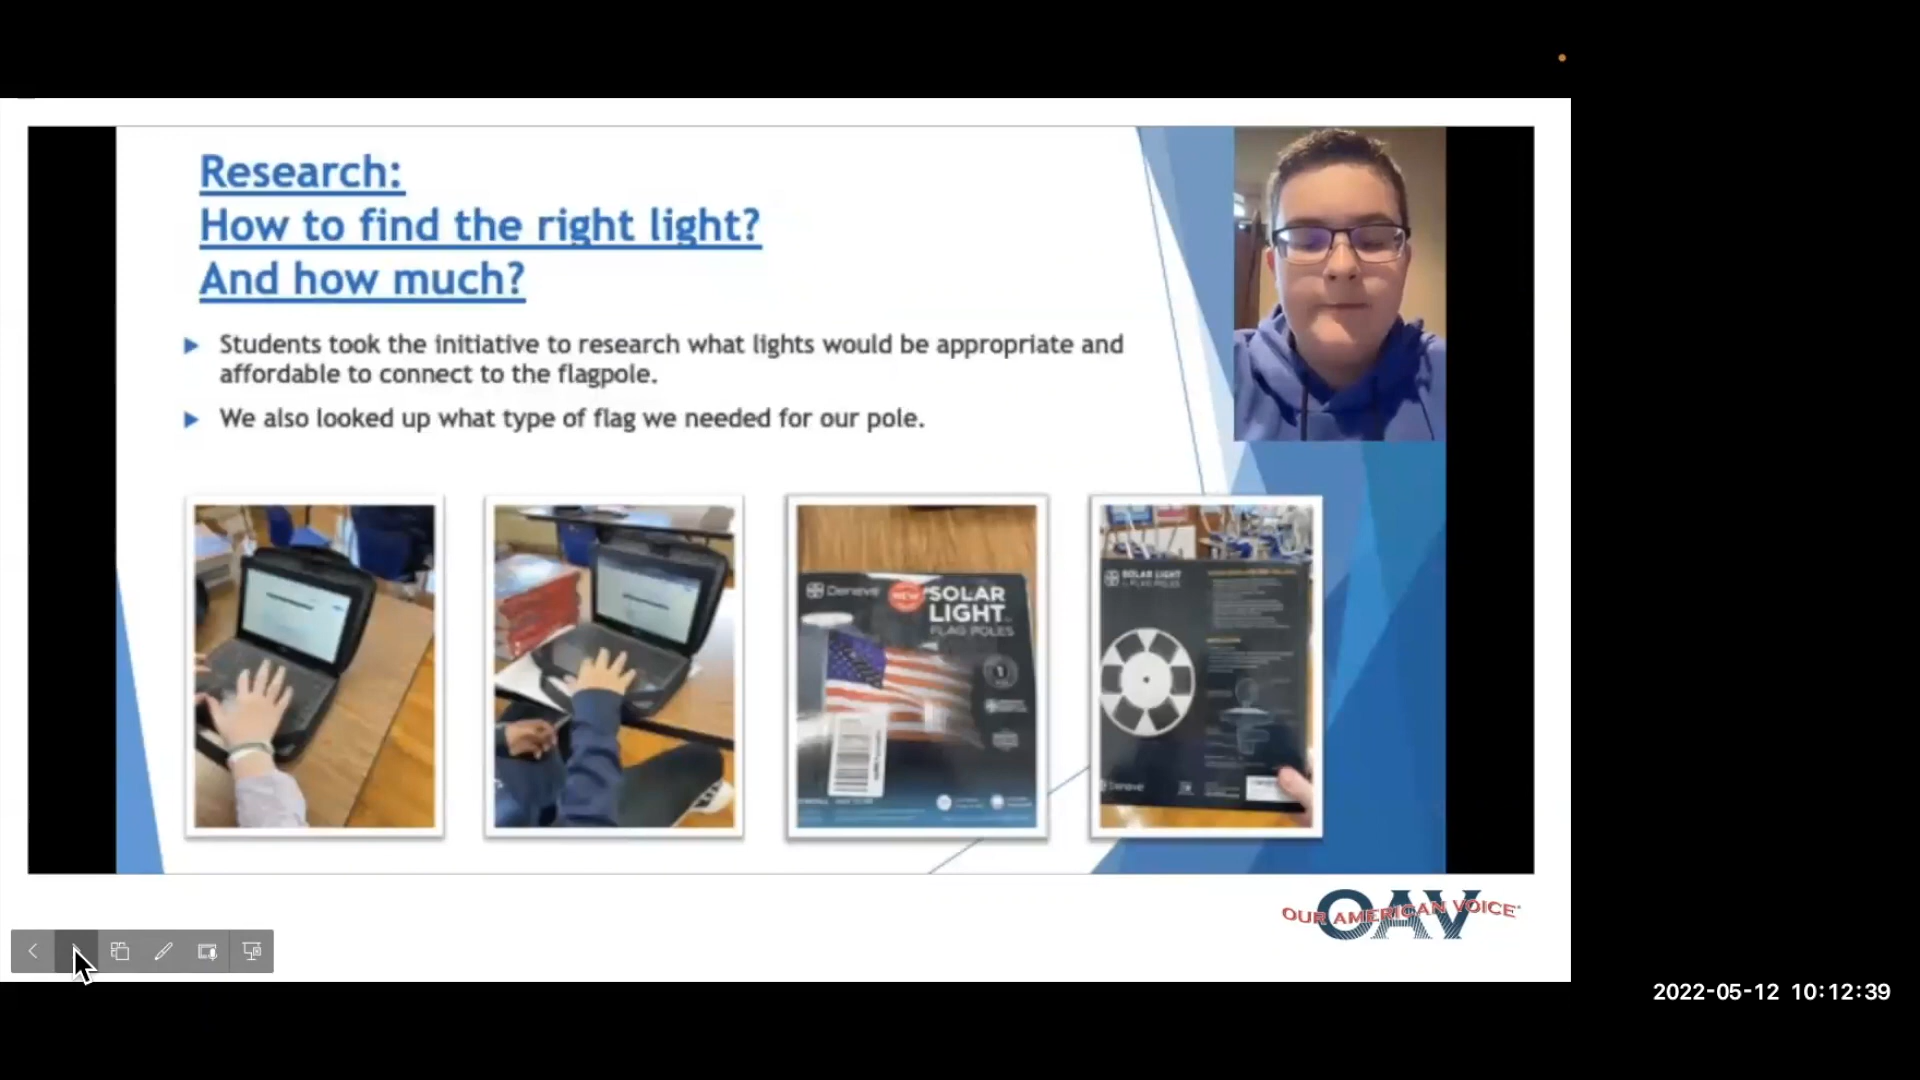 Research:
How to find the right light?
And how much?
Students took the initiative to research what lights would be appropriate and
affordable to connect to the flagpole.
We also looked up what type of flag we needed for our pole.
Deneve
NEW
SOLAR
LIGHT
FLAG POLES
1
SOLAR LIGHT
FLAG POLES
Deneve
OAV
OUR AMERICAN VOICE
2022-05-12 10:12:39